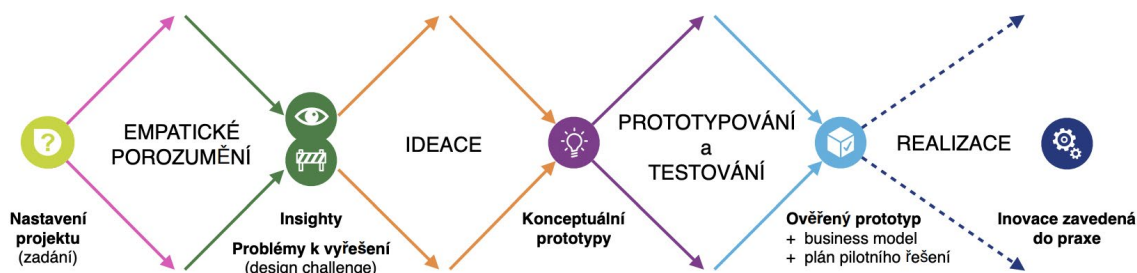 EMPATICKÉ
POROZUMĚNÍ
IDEACE
PROTOTYPOVÁNÍ
a
TESTOVÁNÍ
REALIZACE
?
Nastavení
projektu
(zadání)
Insighty
Problémy k vyřešení
(design challenge)
Konceptuální
prototypy
Ověřený prototyp
+ business model
+ plán pilotního řešení
Inovace zavedená
do praxe